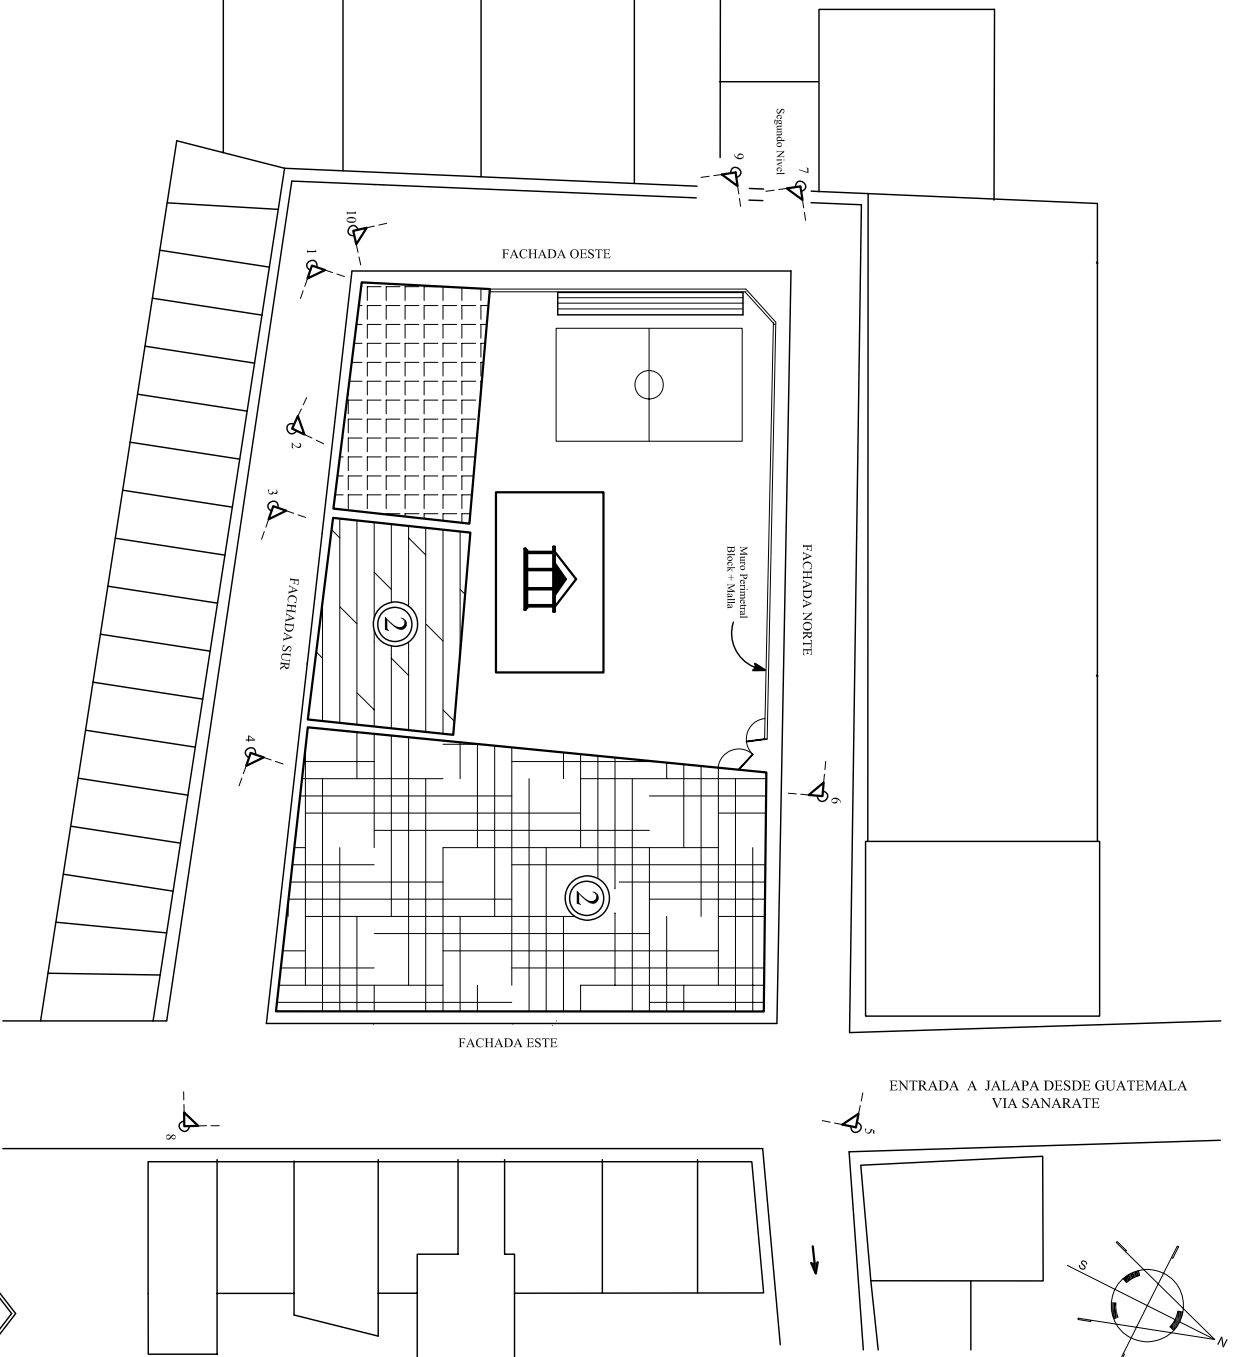 Segundo Nivel
9
7
10
1
FACHADA OESTE
2
3
Muro Perimetral
Block + Malla
FACHADA NORTE
FACHADA SUR
2
4
6
2
FACHADA ESTE
ENTRADA A JALAPA DESDE GUATEMALA
VIA SANARATE
8
5
S
N